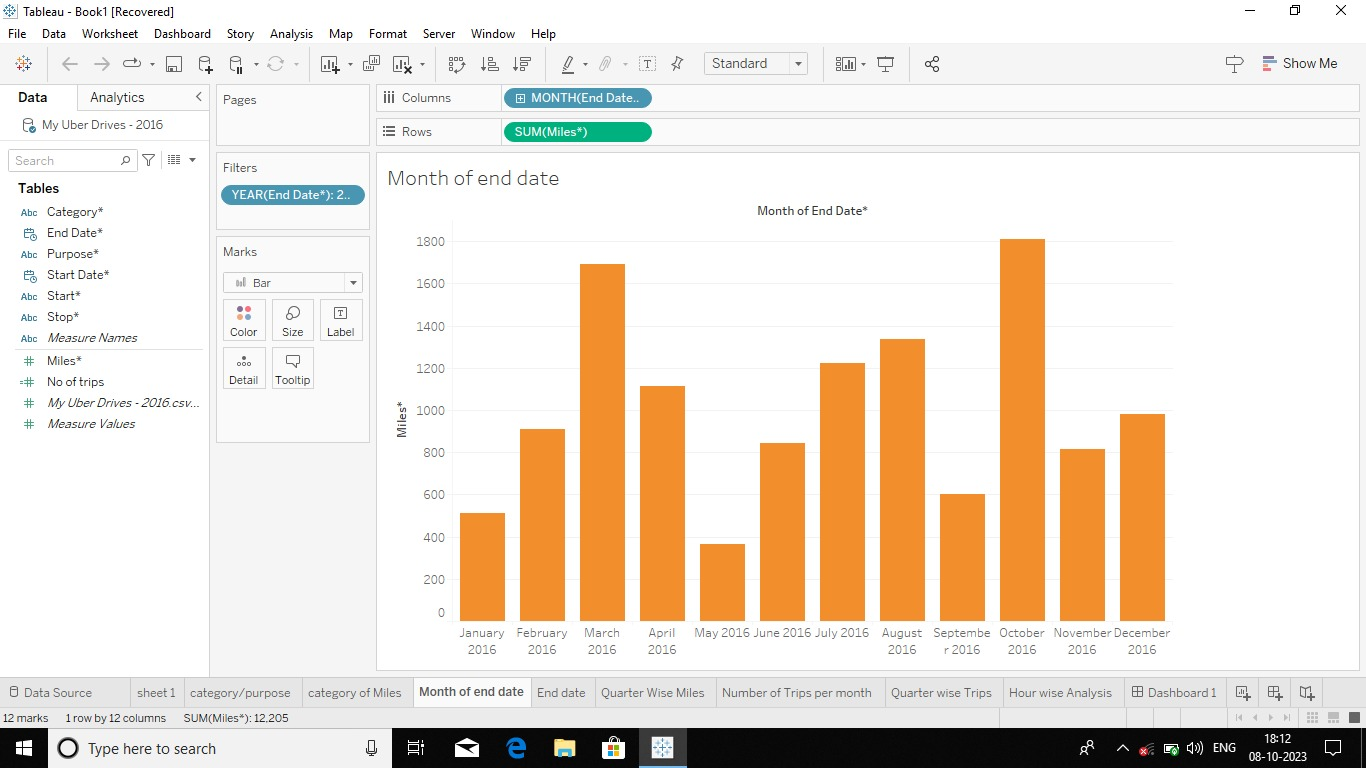 Tableau - Book1 [Recovered]
File Data Worksheet Dashboard Story Analysis Map Format Server Window Help
Standard
Show Me
Data Analytics
My Uber Drives - 2016
Search
Tables
Abc Category*
End Date*
Abc Purpose*
Start Date*
Abc Start*
Abc Stop*
Abc Measure Names
Miles*
No of trips
My Uber Drives - 2016.csv...
Measure Values
Pages
Filters
YEAR(End Date*): 2..
Marks
Bar
Color Size Label
Detail Tooltip
Columns MONTH(End Date..
Rows SUM(Miles*)
Month of end date
Month of End Date*
Miles*
1800
1600
1400
1200
1000
800
600
400
200
0
January
2016
February
2016
March
2016
April
2016
May 2016
June 2016
July 2016
August
2016
Septembe
r 2016
October
2016
November
2016
December
2016
Data Source sheet 1 category/purpose category of Miles Month of end date End date Quarter Wise Miles Number of Trips per month Quarter wise Trips Hour wise Analysis Dashboard 1
12 marks 1 row by 12 columns SUM(Miles*): 12,205
Type here to search
ENG
18:12
08-10-2023